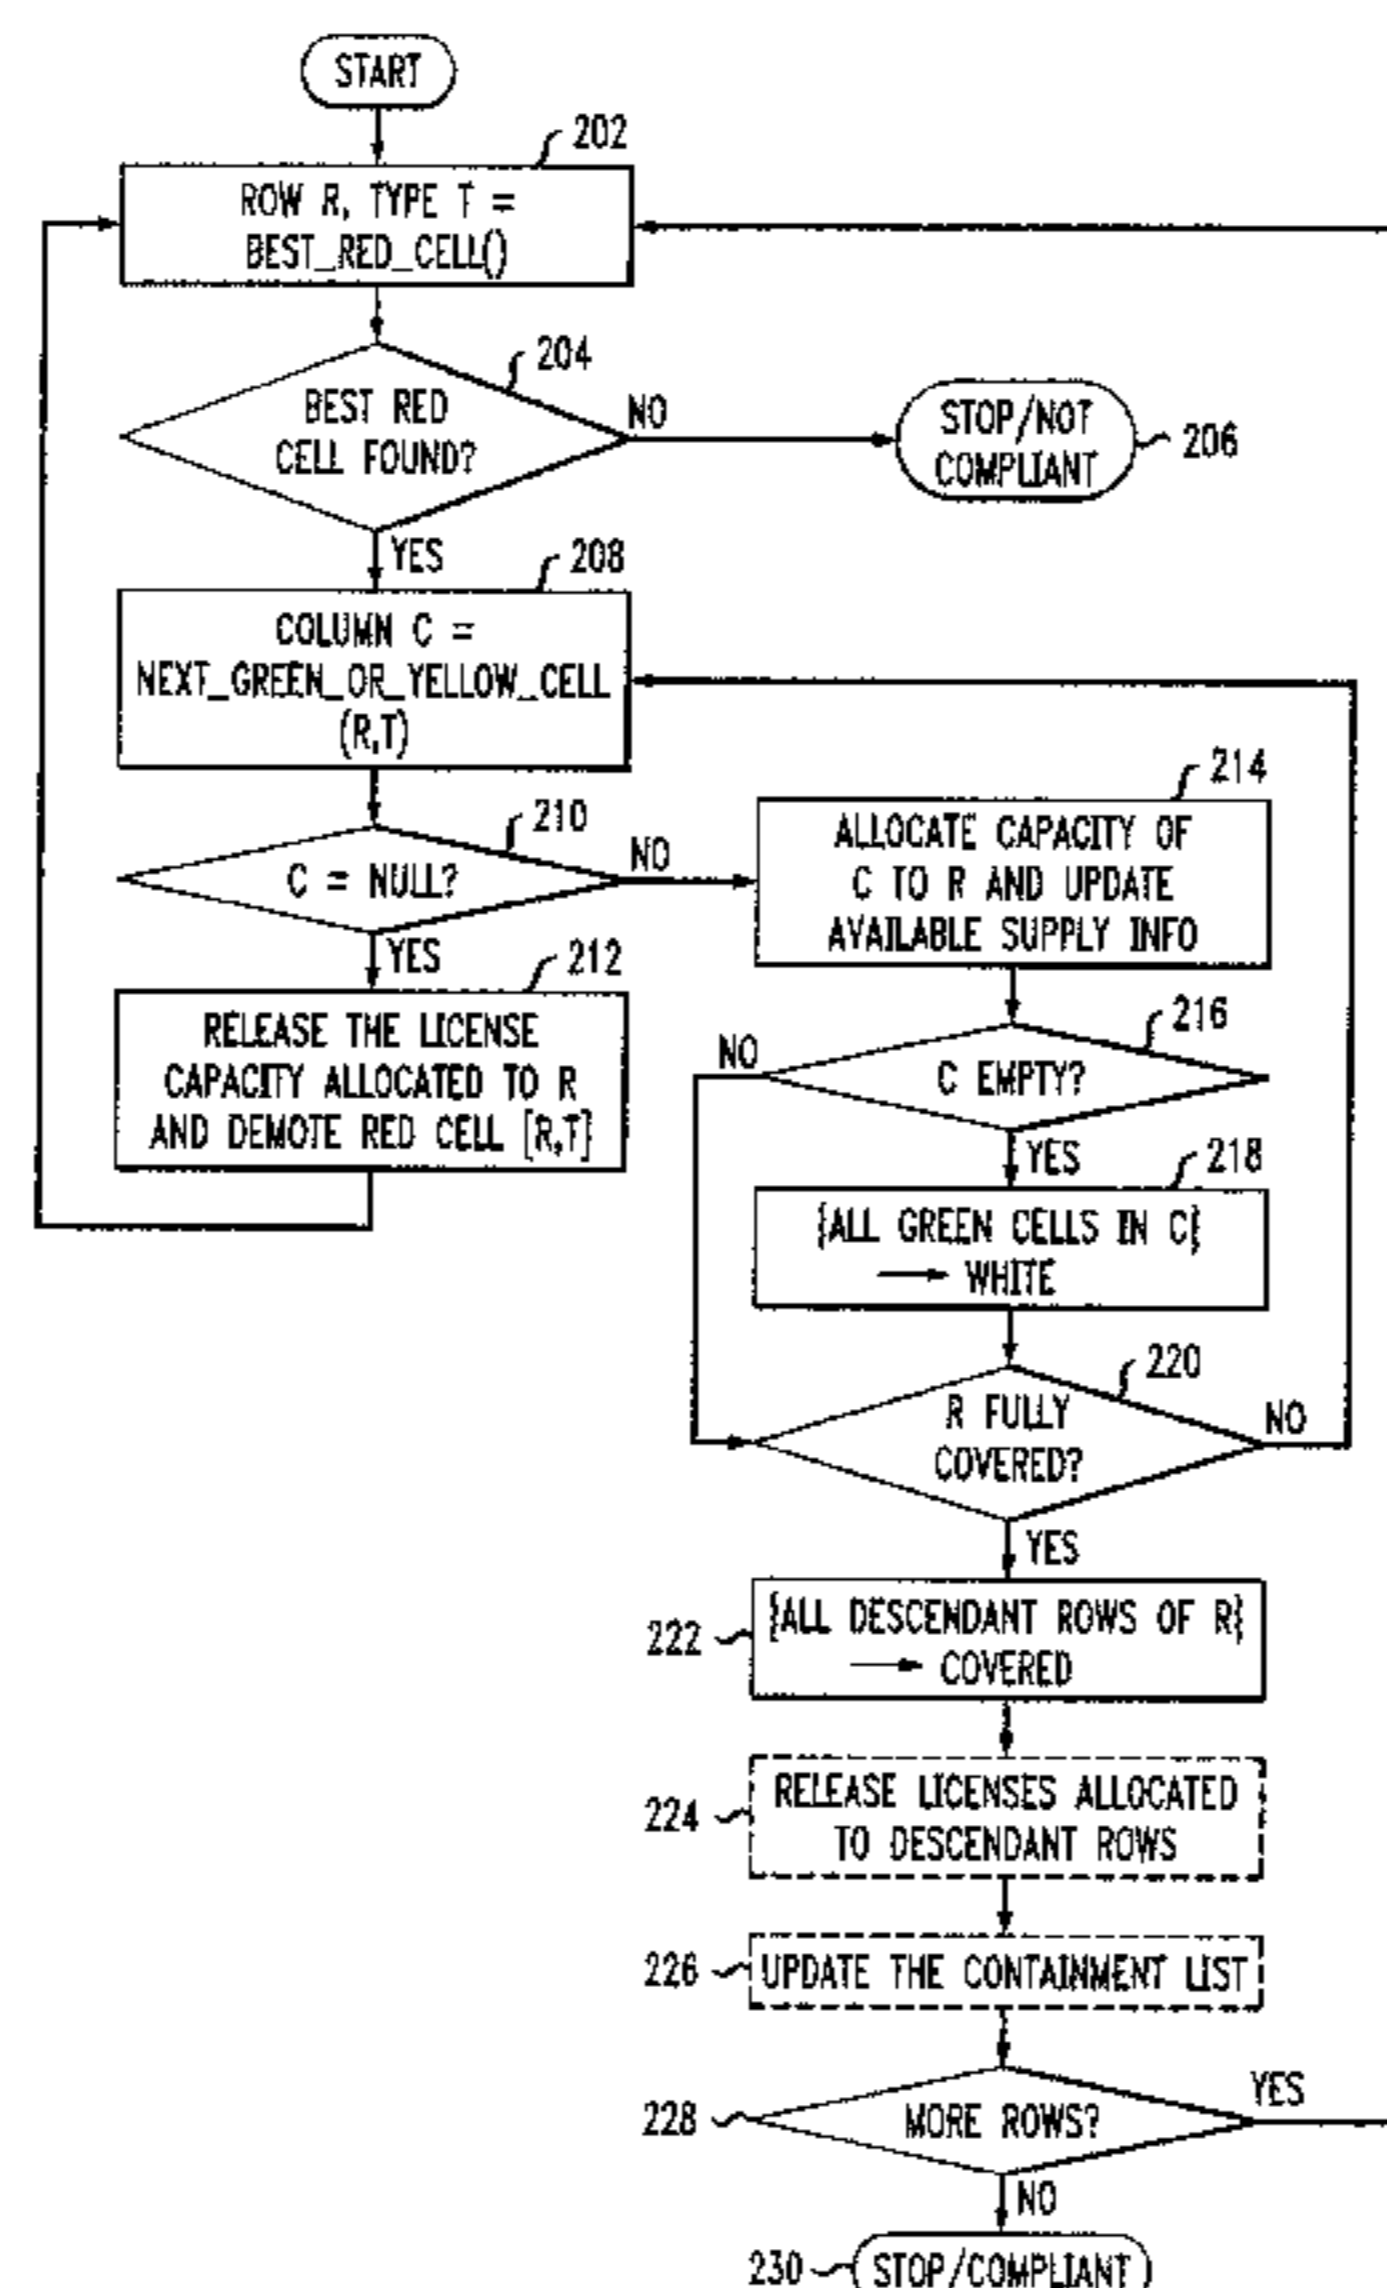 START
202
ROW R, TYPE T =
BEST_RED_CELL()
204
BEST RED
CELL FOUND?
NO
STOP/NOT
COMPLIANT
206
YES
208
COLUMN C =
NEXT_GREEN_OR_YELLOW_CELL
(R,T)
210
C = NULL?
NO
214
ALLOCATE CAPACITY OF
C TO R AND UPDATE
AVAILABLE SUPPLY INFO
YES
212
RELEASE THE LICENSE
CAPACITY ALLOCATED TO R
AND DEMOTE RED CELL [R,T]
216
NO
C EMPTY?
YES
218
{ALL GREEN CELLS IN C}
→ WHITE
220
R FULLY
COVERED?
NO
YES
222
{ALL DESCENDANT ROWS OF R}
→ COVERED
224
RELEASE LICENSES ALLOCATED
TO DESCENDANT ROWS
226
UPDATE THE CONTAINMENT LIST
228
MORE ROWS?
YES
NO
230
STOP/COMPLIANT